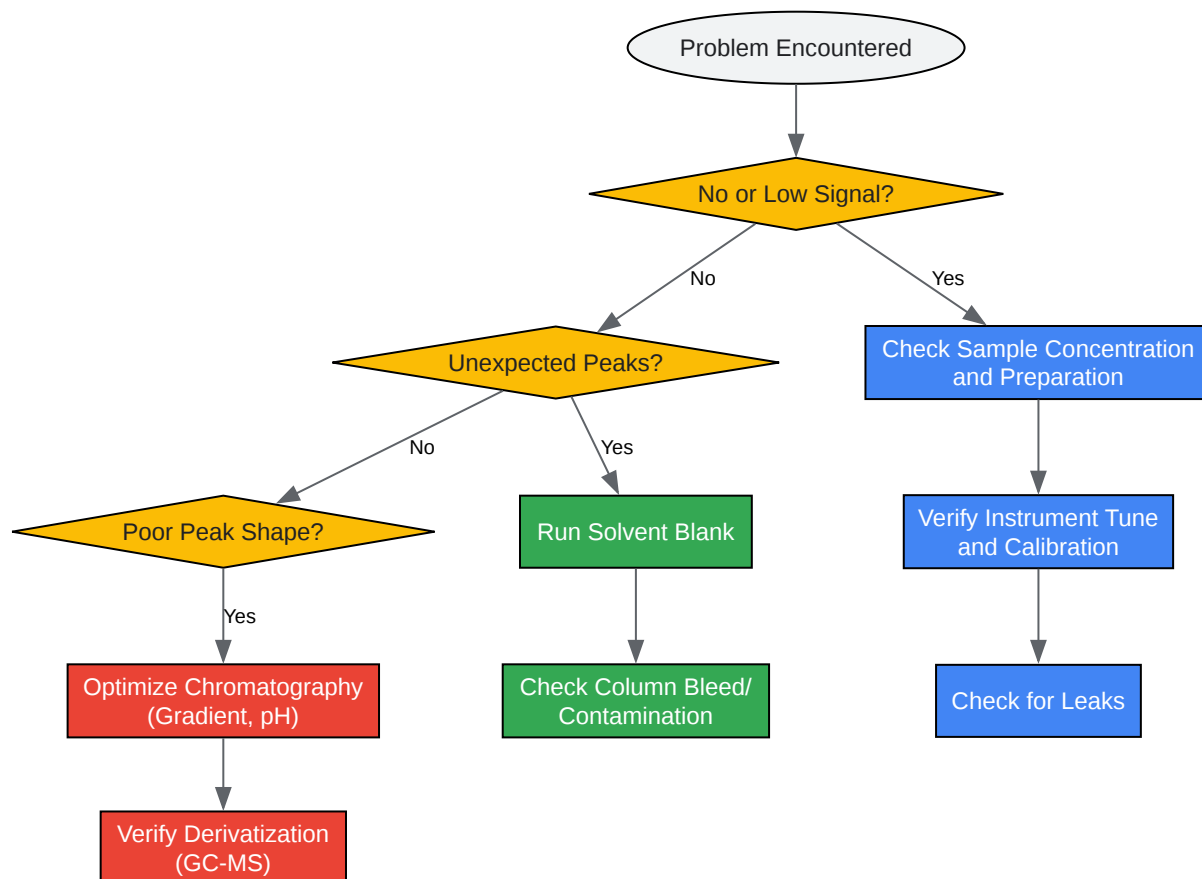 Problem Encountered
No or Low Signal?
No
Yes
Unexpected Peaks?
Check Sample Concentration
and Preparation
No
Yes
Poor Peak Shape?
Run Solvent Blank
Verify Instrument Tune
and Calibration
Yes
Optimize Chromatography
(Gradient, pH)
Check Column Bleed/
Contamination
Check for Leaks
Verify Derivatization
(GC-MS)